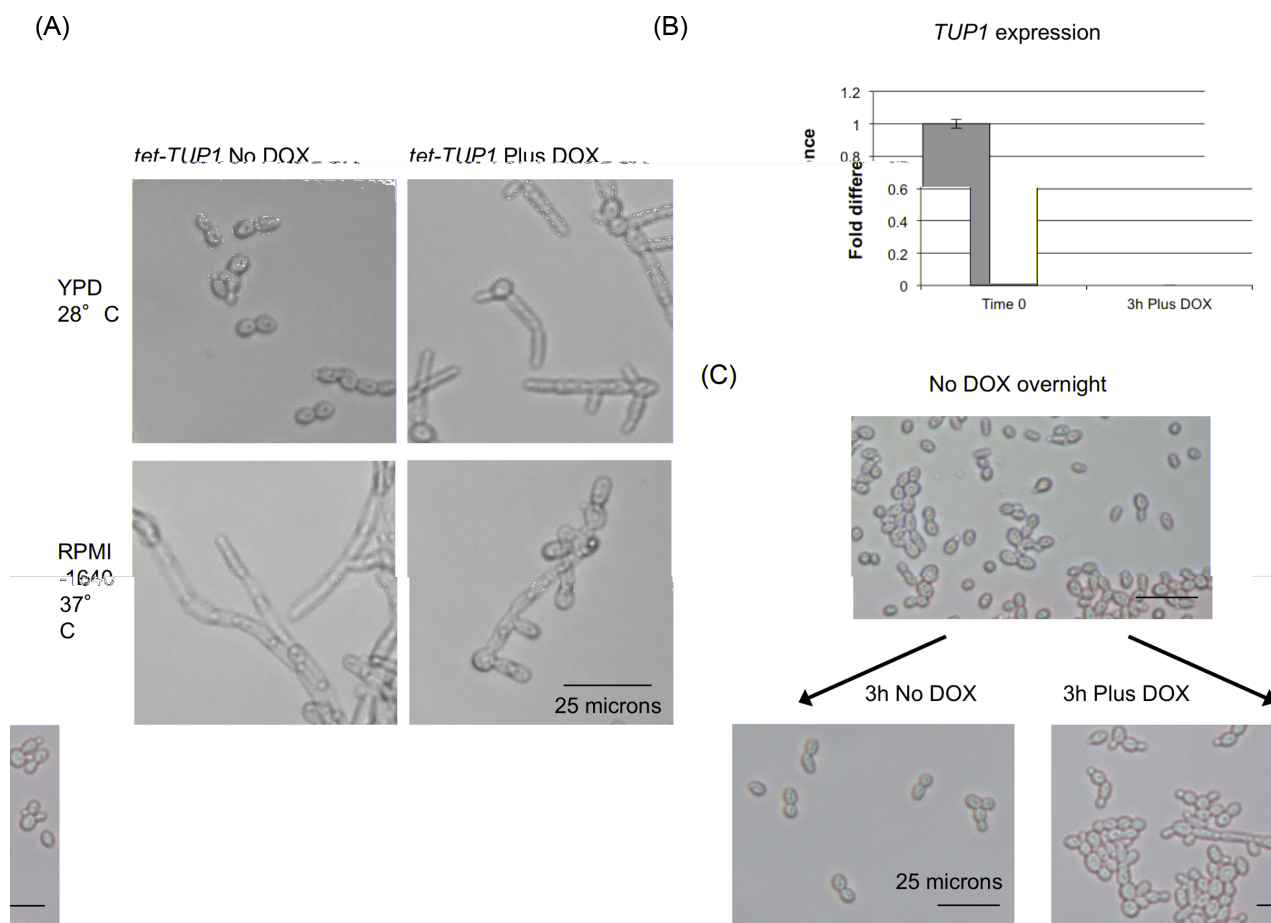 (A)
tet-TUP1 No DOX
tet-TUP1 Plus DOX
YPD
28° C
RPMI
-1640
37°
C
25 microns
(B)
TUP1 expression
Fold differe
nce
1.2
1
0.8
0.6
0.4
0.2
0
Time 0
3h Plus DOX
(C)
No DOX overnight
3h No DOX
3h Plus DOX
25 microns